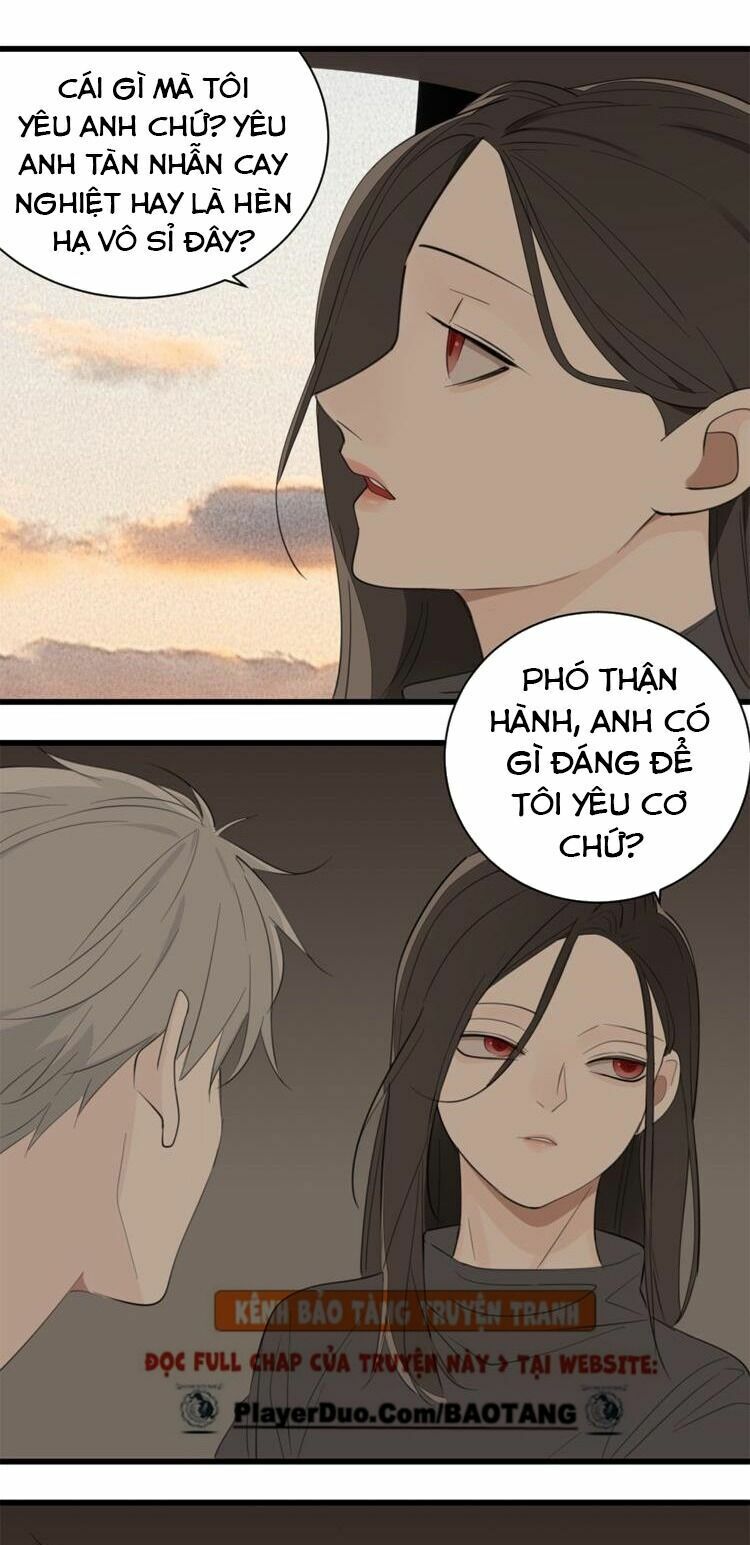 CÁI GÌ MÀ TÔI
YÊU ANH CHỨ? YÊU
ANH TÀN NHẪN CAY
NGHIỆT HAY LÀ HÈN
HẠ VÔ SỈ ĐÂY?
PHÓ THẬN
HÀNH, ANH CÓ
GÌ ĐÁNG ĐỂ
TÔI YÊU CƠ
CHỨ?
KÊNH BẢO TÀNG TRUYỆN TRANH
ĐỌC FULL CHAP CỦA TRUYỆN NÀY > TẠI WEBSITE:
PLAYERDUO.COM/BAOTANG